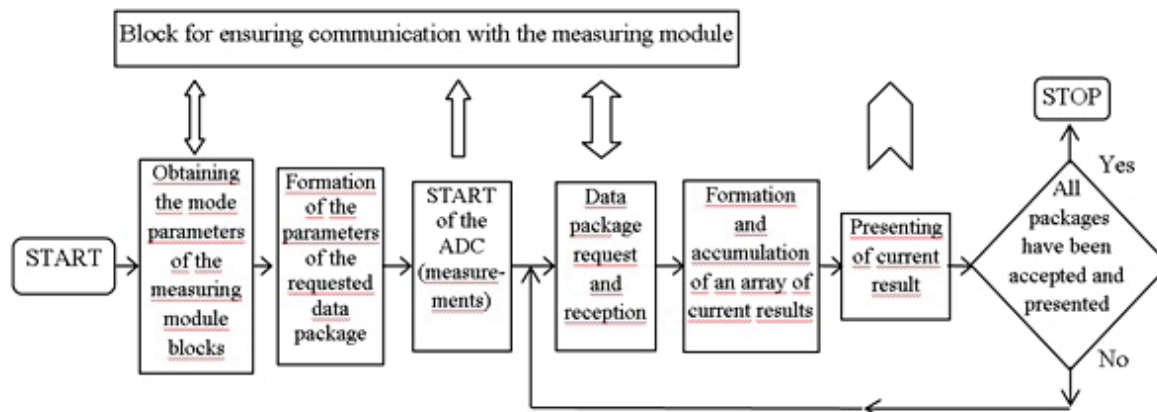 Block for ensuring communication with the measuring module
START
Obtaining
the mode
parameters
of the
measuring
module
blocks
Formation
of the
parameters
of the
requested
data
package
START
of the
ADC
(measure-
ments)
Data
package
request
and
reception
Formation
and
accumulation
of an array of
current results
Presenting
of current
result
All
packages
have been
accepted and
presented
Yes
STOP
No